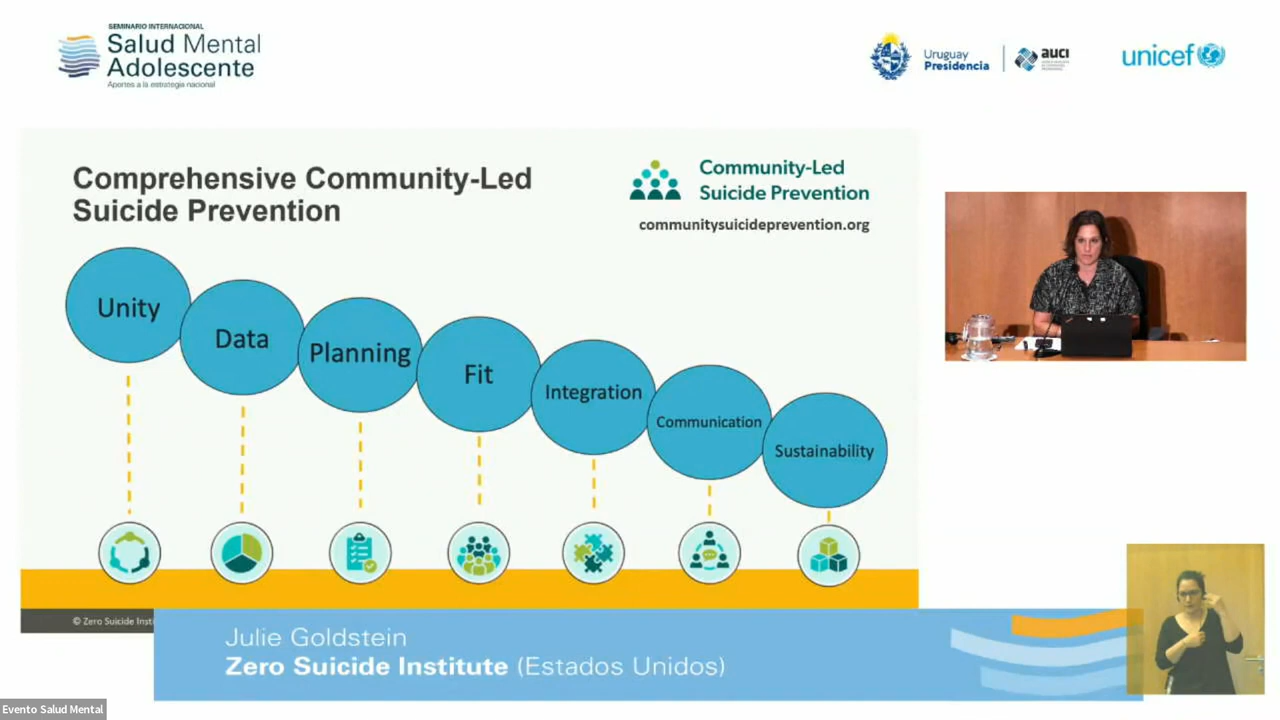 SEMINARIO INTERNACIONAL
Salud Mental
Adolescente
Aportes a la estrategia nacional
Uruguay
Presidencia
AUCI
unicef
Comprehensive Community-Led
Suicide Prevention
Community-Led
Suicide Prevention
communitysuicideprevention.org
Unity
Data
Planning
Fit
Integration
Communication
Sustainability
© Zero Suicide Insti
Julie Goldstein
Zero Suicide Institute (Estados Unidos)
Evento Salud Mental